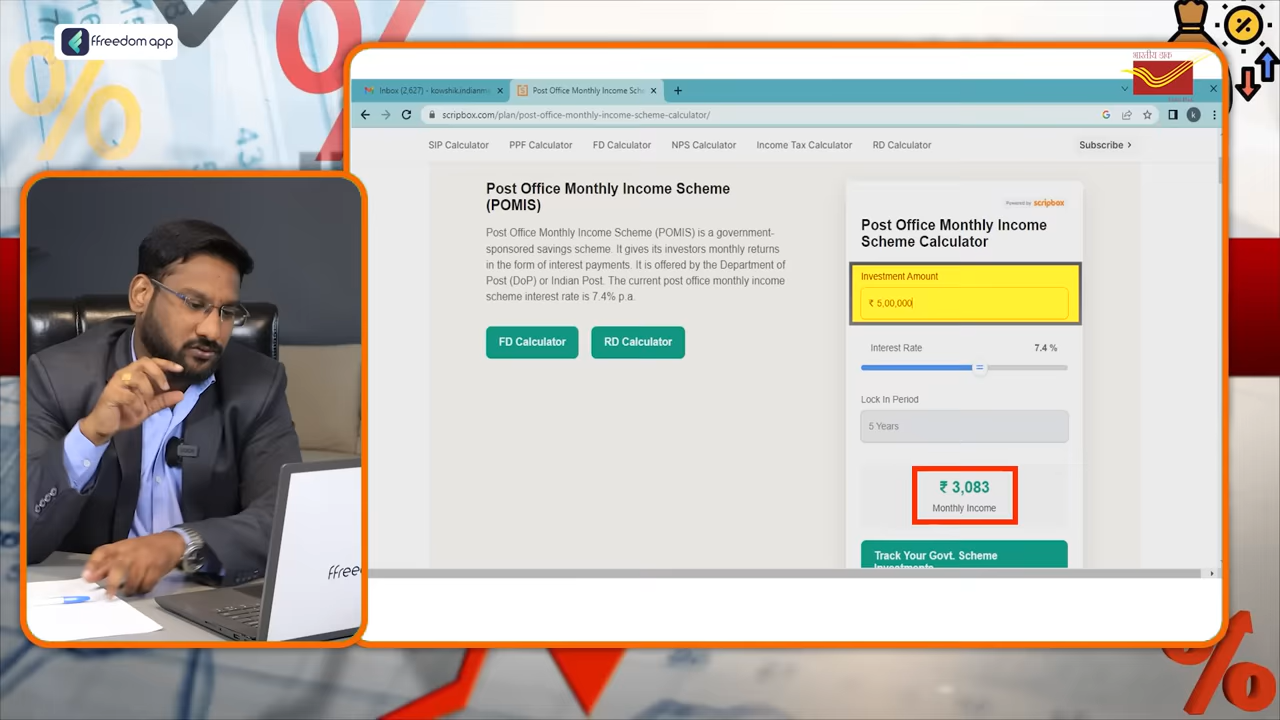 ffreedom app
भारतीय डाक
Inbox (2,627) - kowshik.indianm
Post Office Monthly Income Sch
scripbox.com/plan/post-office-monthly-income-scheme-calculator/
SIP Calculator PPF Calculator FD Calculator NPS Calculator Income Tax Calculator RD Calculator Subscribe
Post Office Monthly Income Scheme
(POMIS)
Post Office Monthly Income Scheme (POMIS) is a government-
sponsored savings scheme. It gives its investors monthly returns
in the form of interest payments. It is offered by the Department of
Post (DoP) or Indian Post. The current post office monthly income
scheme interest rate is 7.4% p.a.
FD Calculator RD Calculator
Powered by scripbox
Post Office Monthly Income
Scheme Calculator
Investment Amount
₹ 5,00,000
Interest Rate 7.4 %
Lock In Period
5 Years
₹ 3,083
Monthly Income
Track Your Govt. Scheme
Investments
ffree